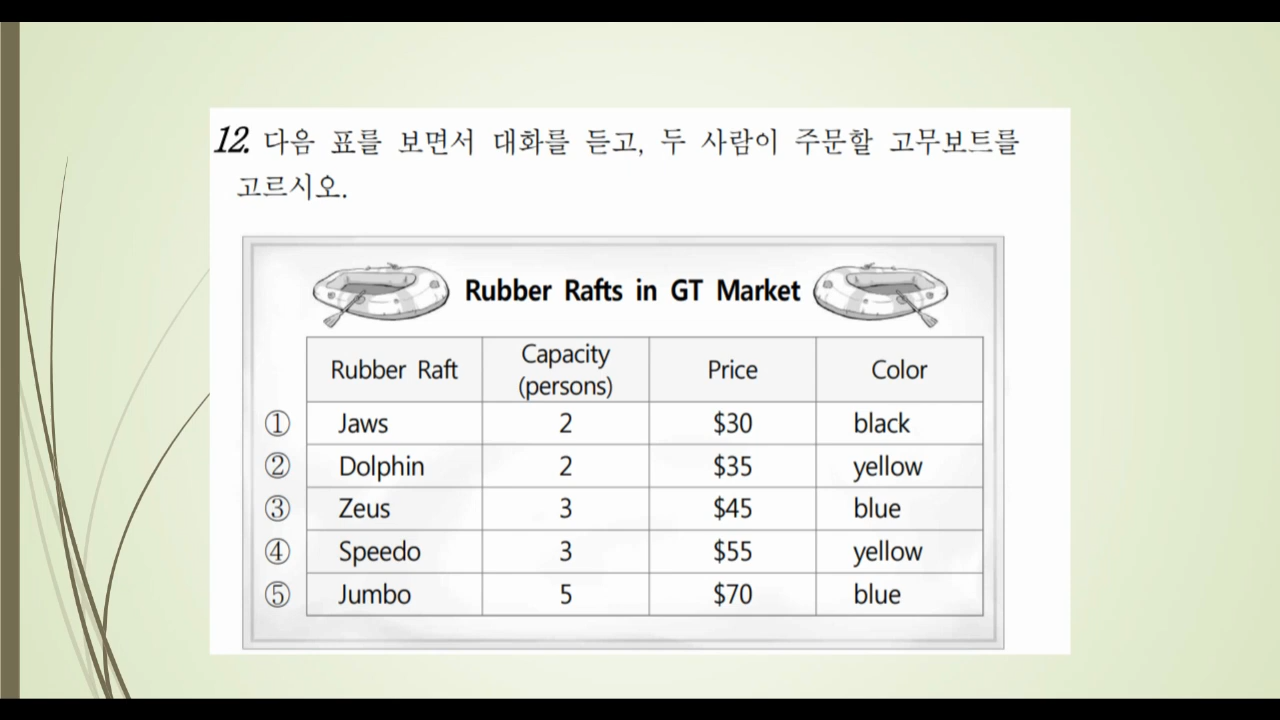 12. 다음 표를 보면서 대화를 듣고, 두 사람이 주문할 고무보트를
고르시오.
Rubber Rafts in GT Market
Rubber Raft Capacity (persons) Price Color
① Jaws 2 $30 black
② Dolphin 2 $35 yellow
③ Zeus 3 $45 blue
④ Speedo 3 $55 yellow
⑤ Jumbo 5 $70 blue